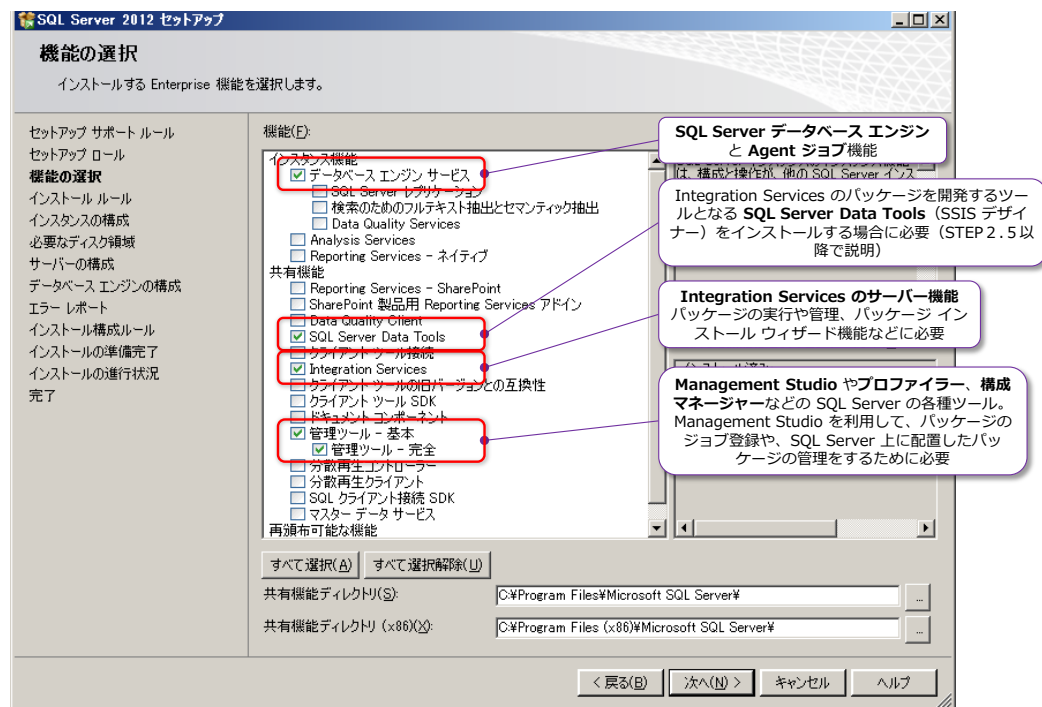 SQL Server 2012 セットアップ
機能の選択
インストールする Enterprise 機能を選択します。
セットアップ サポート ルール
セットアップ ロール
機能の選択
インストール ルール
インスタンスの構成
必要なディスク領域
サーバーの構成
データベース エンジンの構成
エラー レポート
インストール構成ルール
インストールの準備完了
インストールの進行状況
完了
機能(F):
インスタンス機能
データベース エンジン サービス
SQL Server レプリケーション
検索のためのフルテキスト抽出とセマンティック抽出
Data Quality Services
Analysis Services
Reporting Services - ネイティブ
共有機能
Reporting Services - SharePoint
SharePoint 製品用 Reporting Services アドイン
Data Quality Client
SQL Server Data Tools
クライアント ツール接続
Integration Services
クライアント ツールの旧バージョンとの互換性
クライアント ツール SDK
ドキュメント コンポーネント
管理ツール - 基本
管理ツール - 完全
分散再生コントローラー
分散再生クライアント
SQL クライアント接続 SDK
マスター データ サービス
再頒布可能な機能
SQL Server データベース エンジン
と Agent ジョブ機能
は、構成と操作が、他の SQL Server インス
Integration Services のパッケージを開発するツー
ルとなる SQL Server Data Tools（SSIS デザイ
ナー）をインストールする場合に必要（STEP２.５以
降で説明）
Integration Services のサーバー機能
パッケージの実行や管理、パッケージ イン
ストール ウィザード機能などに必要
Management Studio やプロファイラー、構成
マネージャーなどの SQL Server の各種ツール。
Management Studio を利用して、パッケージの
ジョブ登録や、SQL Server 上に配置したパッ
ケージの管理をするために必要
すべて選択(A)
すべて選択解除(U)
共有機能ディレクトリ(S):
C:¥Program Files¥Microsoft SQL Server¥
...
共有機能ディレクトリ (x86)(X):
C:¥Program Files (x86)¥Microsoft SQL Server¥
...
< 戻る(B)
次へ(N) >
キャンセル
ヘルプ